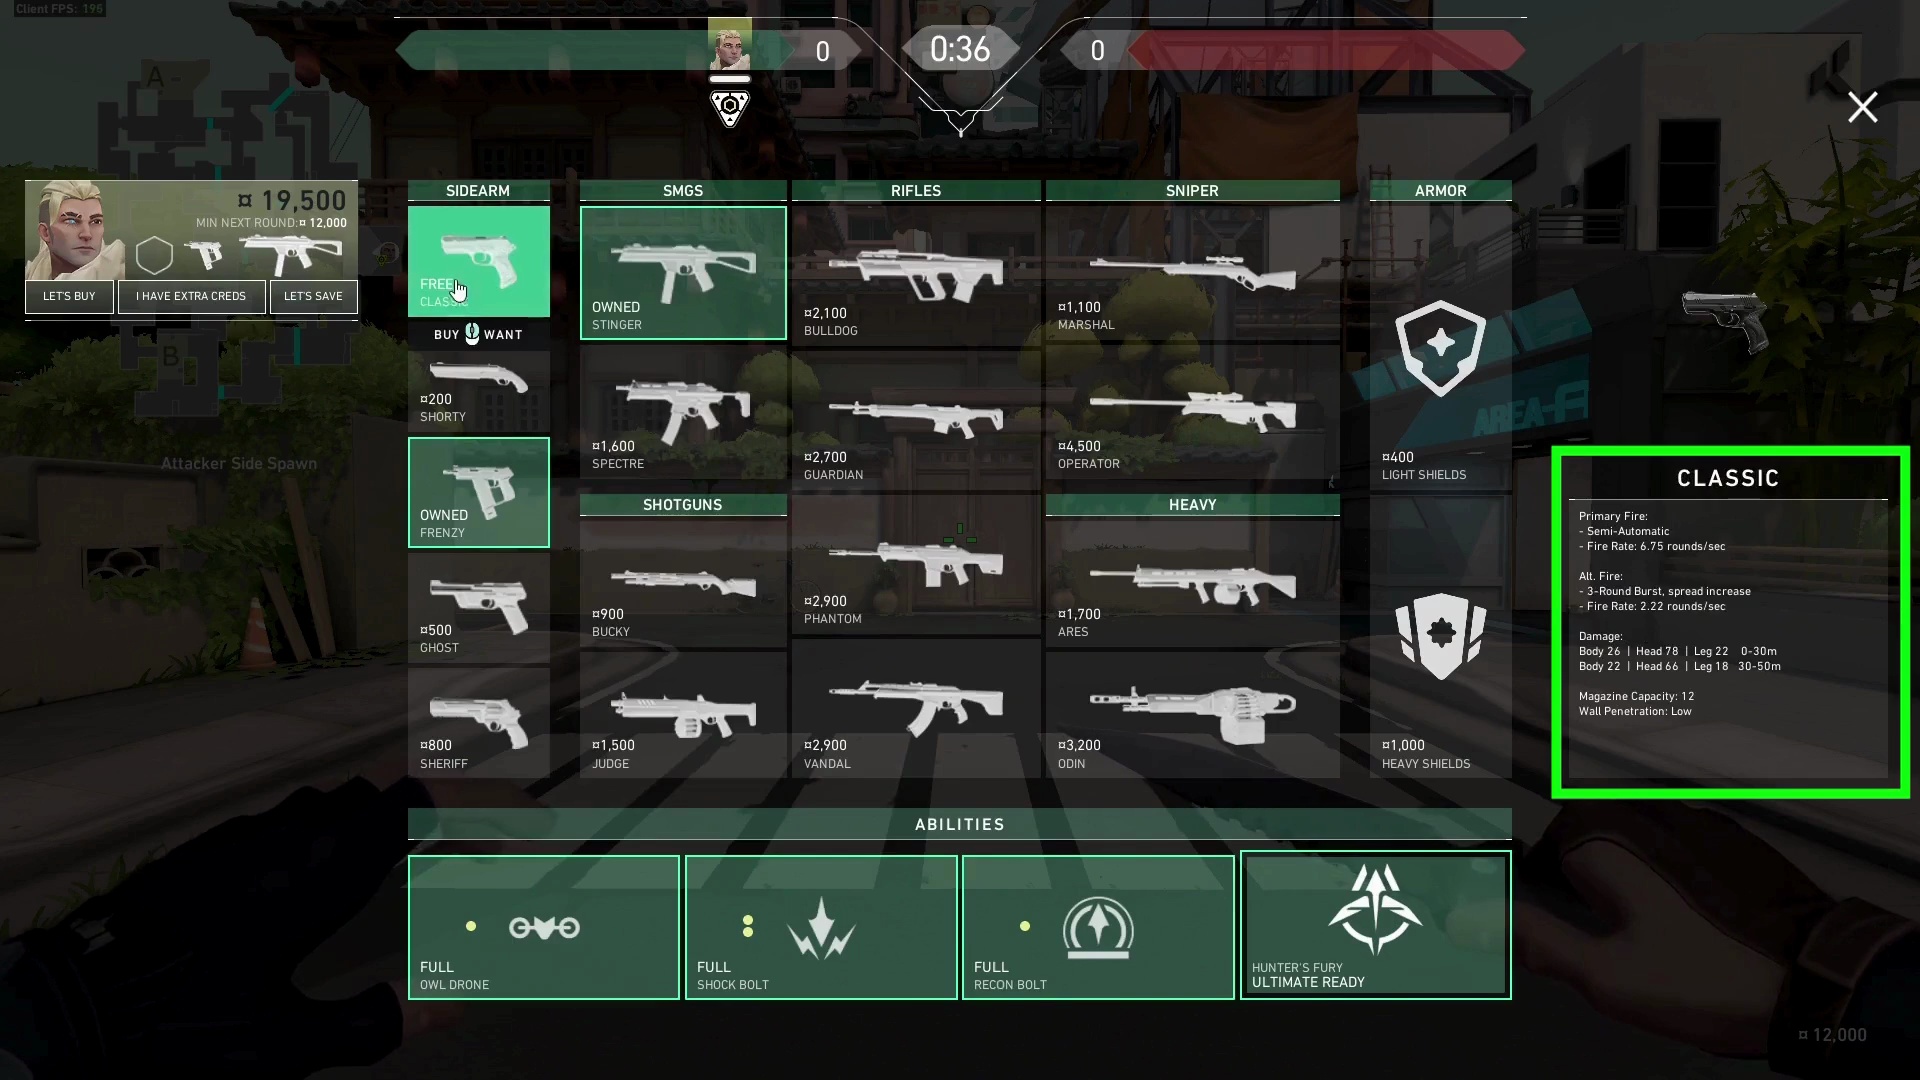 Client FPS: 195
0
0:36
0
A
B
Attacker Side Spawn
¤ 19,500
MIN NEXT ROUND: ¤ 12,000
LET'S BUY
I HAVE EXTRA CREDS
LET'S SAVE
SIDEARM
FREE
CLASSIC
BUY WANT
¤200
SHORTY
OWNED
FRENZY
¤500
GHOST
¤800
SHERIFF
SMGS
OWNED
STINGER
¤1,600
SPECTRE
SHOTGUNS
¤900
BUCKY
¤1,500
JUDGE
RIFLES
¤2,100
BULLDOG
¤2,700
GUARDIAN
¤2,900
PHANTOM
¤2,900
VANDAL
SNIPER
¤1,100
MARSHAL
¤4,500
OPERATOR
HEAVY
¤1,700
ARES
¤3,200
ODIN
ARMOR
¤400
LIGHT SHIELDS
¤1,000
HEAVY SHIELDS
AREA-A
CLASSIC
Primary Fire:
- Semi-Automatic
- Fire Rate: 6.75 rounds/sec
Alt. Fire:
- 3-Round Burst, spread increase
- Fire Rate: 2.22 rounds/sec
Damage:
Body 26 | Head 78 | Leg 22 0-30m
Body 22 | Head 66 | Leg 18 30-50m
Magazine Capacity: 12
Wall Penetration: Low
ABILITIES
FULL
OWL DRONE
FULL
SHOCK BOLT
FULL
RECON BOLT
HUNTER'S FURY
ULTIMATE READY
¤ 12,000